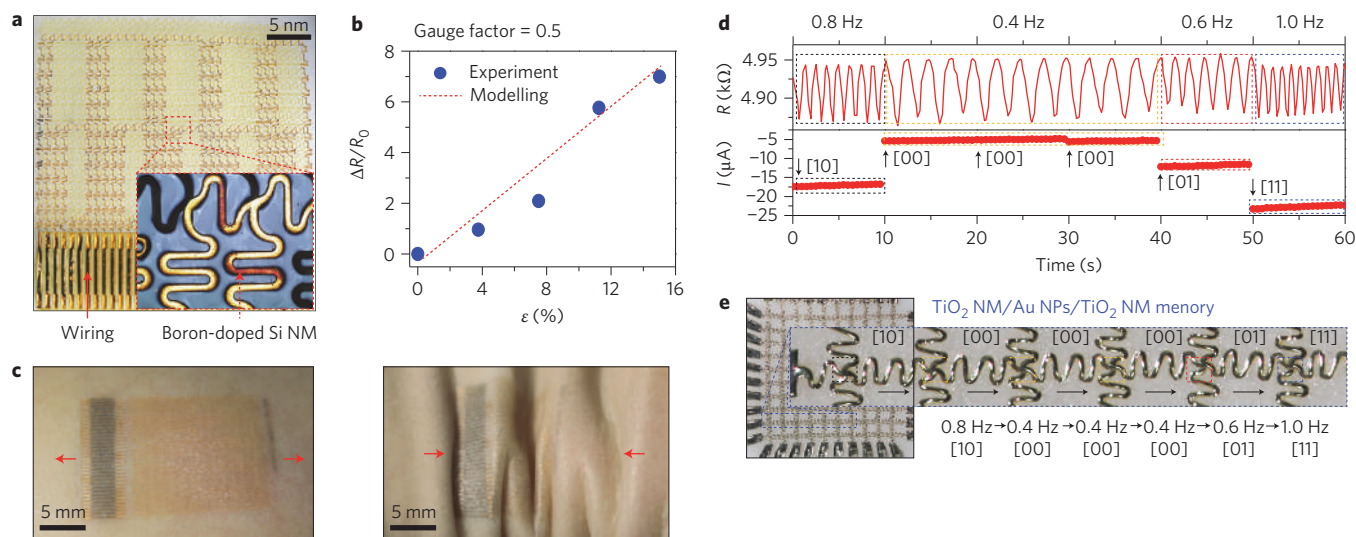 a
5 nm
Wiring
Boron-doped Si NM
b
Gauge factor = 0.5
Experiment
Modelling
ΔR/R0
8
6
4
2
0
0 4 8 12 16
ε (%)
c
5 mm
5 mm
d
0.8 Hz 0.4 Hz 0.6 Hz 1.0 Hz
R (kΩ)
4.95
4.90
I (μA)
−5
−10
−15
−20
−25
[10]
[00] [00] [00]
[01]
[11]
0 10 20 30 40 50 60
Time (s)
e
TiO2 NM/Au NPs/TiO2 NM menory
[10] [00] [00] [00] [01] [11]
0.8 Hz→0.4 Hz→0.4 Hz→0.4 Hz→0.6 Hz→1.0 Hz
[10] [00] [00] [00] [01] [11]